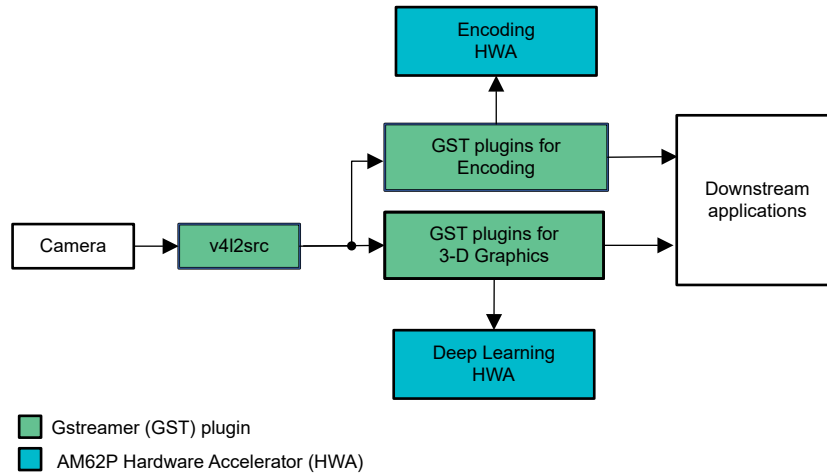 Encoding
HWA
GST plugins for
Encoding
Downstream
applications
Camera
v4l2src
GST plugins for
3-D Graphics
Deep Learning
HWA
Gstreamer (GST) plugin
AM62P Hardware Accelerator (HWA)